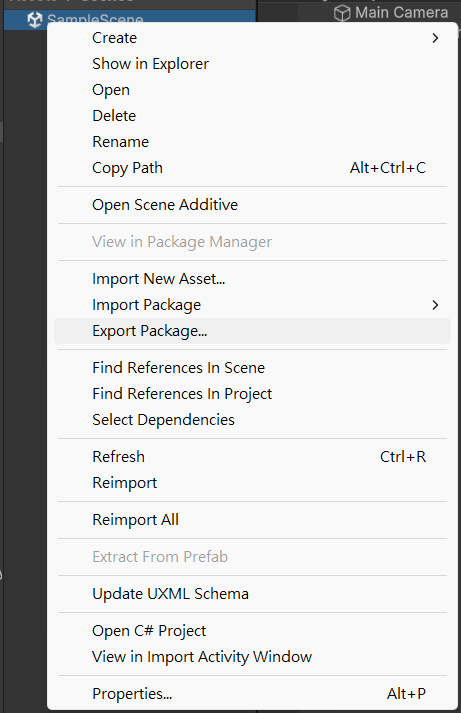 SampleScene
Main Camera
Create
Show in Explorer
Open
Delete
Rename
Copy Path Alt+Ctrl+C
Open Scene Additive
View in Package Manager
Import New Asset...
Import Package
Export Package...
Find References In Scene
Find References In Project
Select Dependencies
Refresh Ctrl+R
Reimport
Reimport All
Extract From Prefab
Update UXML Schema
Open C# Project
View in Import Activity Window
Properties... Alt+P